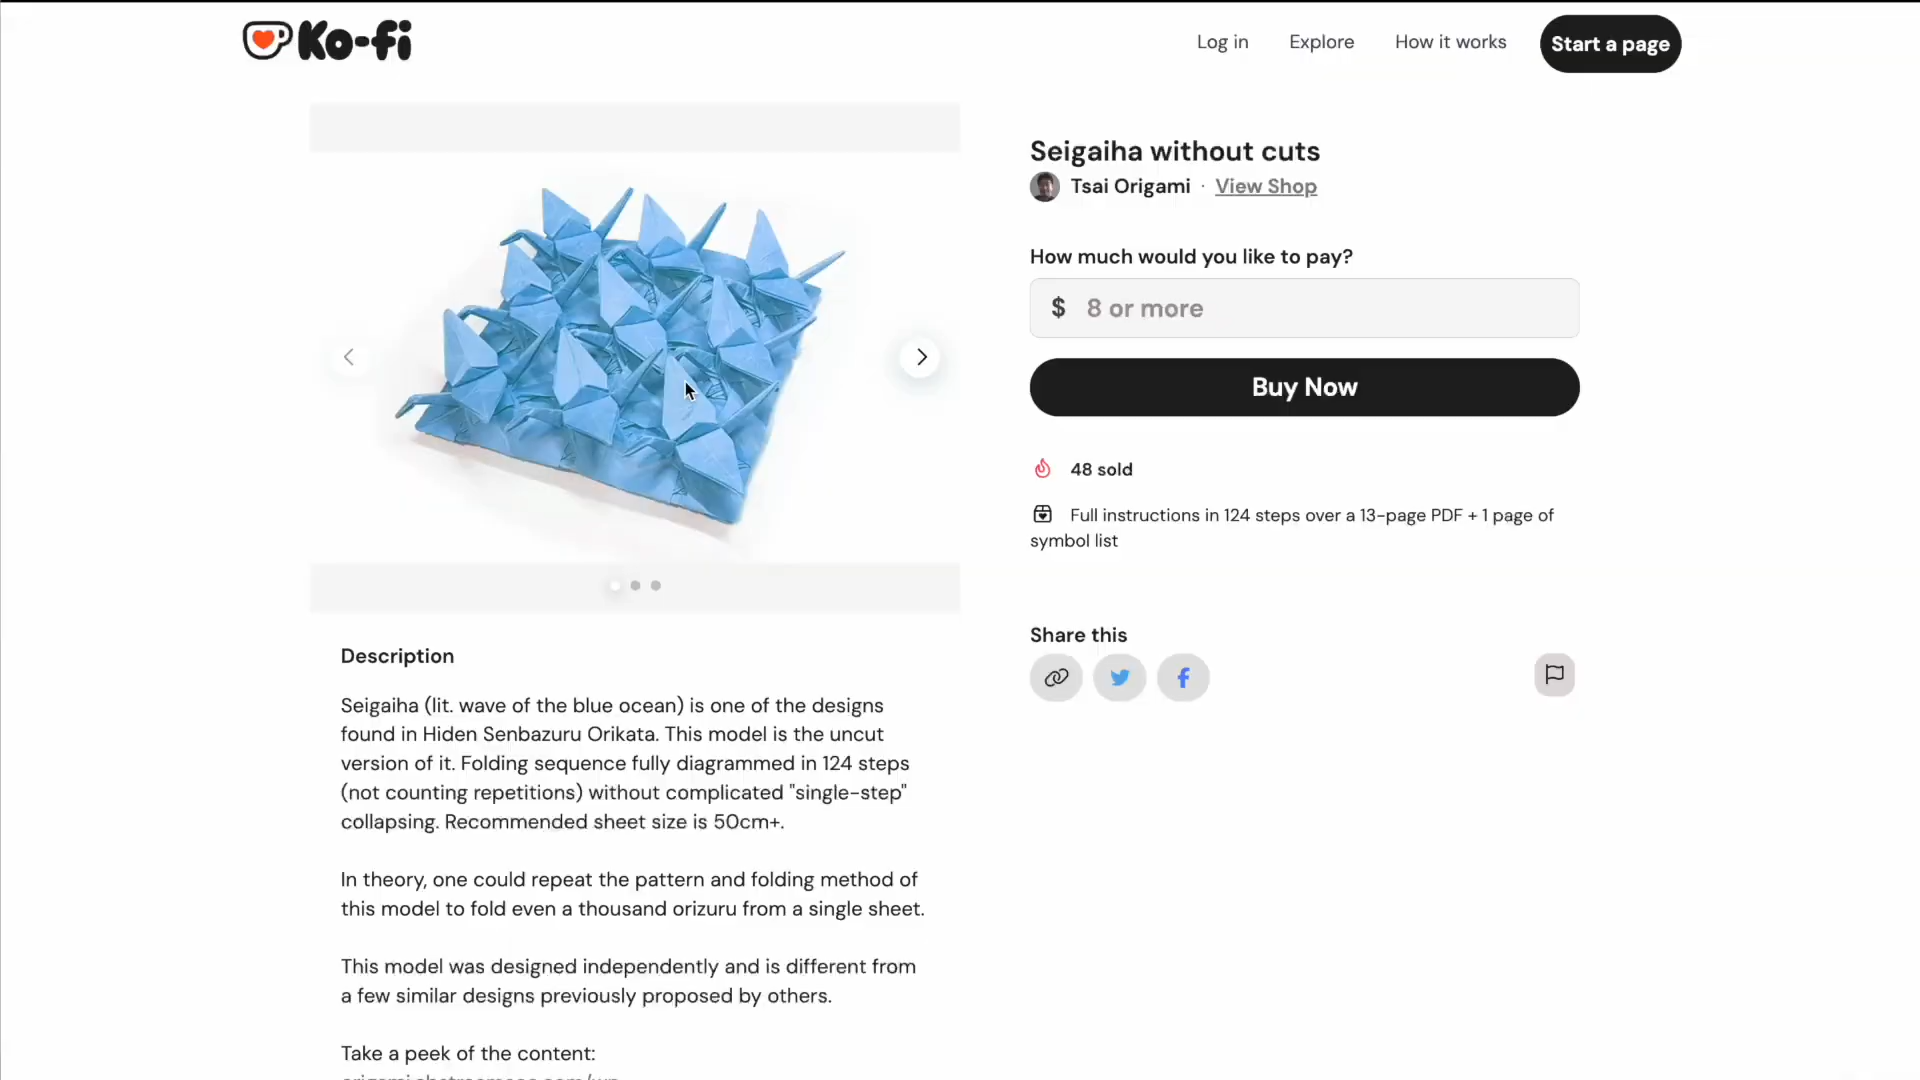 Ko-fi
Log in
Explore
How it works
Start a page
Seigaiha without cuts
Tsai Origami · View Shop
How much would you like to pay?
$ 8 or more
Buy Now
48 sold
Full instructions in 124 steps over a 13-page PDF + 1 page of
symbol list
Share this
Description
Seigaiha (lit. wave of the blue ocean) is one of the designs
found in Hiden Senbazuru Orikata. This model is the uncut
version of it. Folding sequence fully diagrammed in 124 steps
(not counting repetitions) without complicated "single-step"
collapsing. Recommended sheet size is 50cm+.
In theory, one could repeat the pattern and folding method of
this model to fold even a thousand orizuru from a single sheet.
This model was designed independently and is different from
a few similar designs previously proposed by others.
Take a peek of the content: